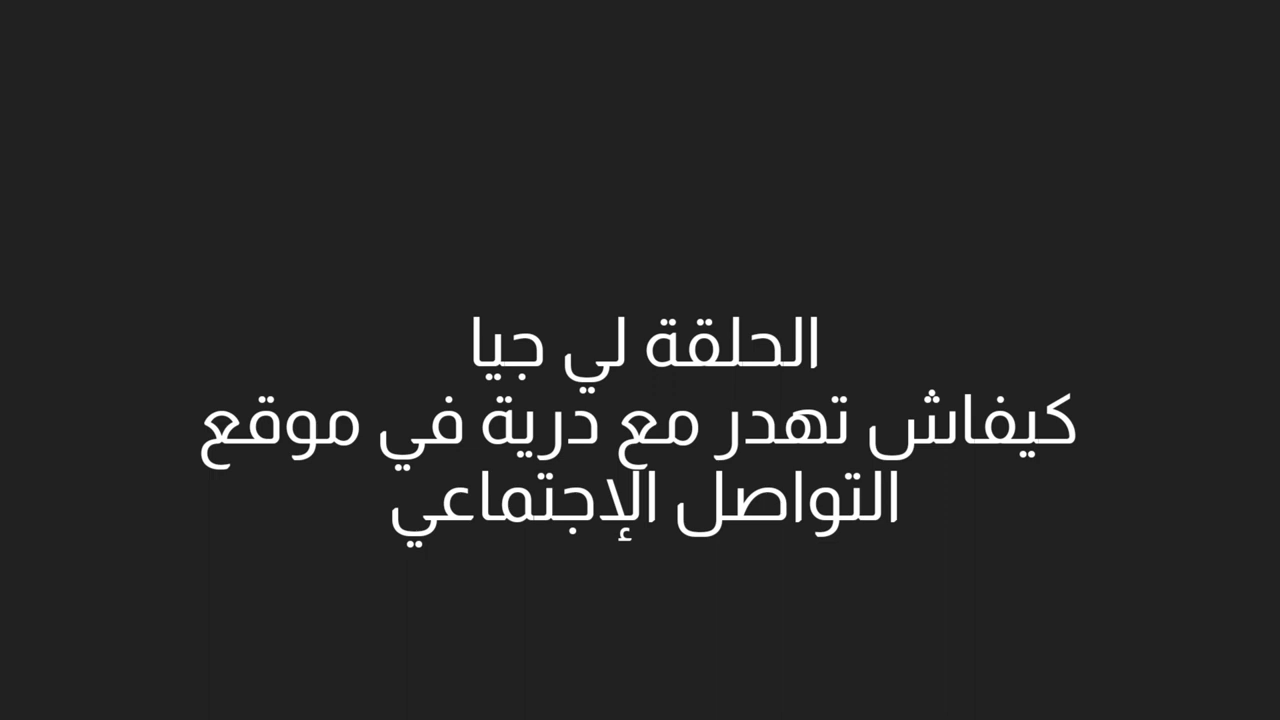 الحلقة لي جيا
كيفاش تهدر مع درية في موقع
التواصل الإجتماعي